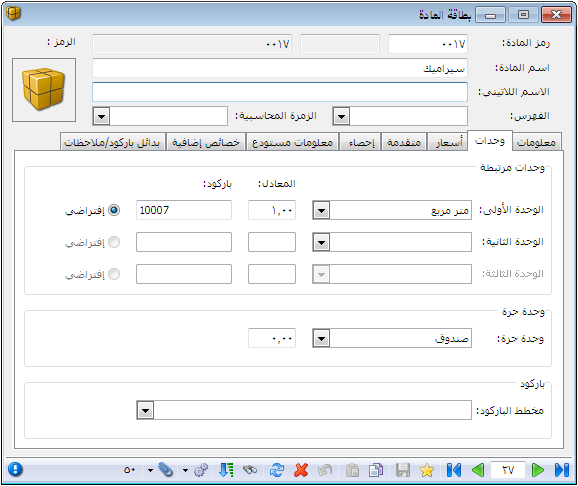 بطاقة المادة
رمز المادة: ٠٠١٧ ٠٠١٧ الرمز :
اسم المادة: سيراميك
الاسم اللاتيني:
الفهرس: الزمرة المحاسبية:
معلومات وحدات أسعار متقدمة إحصاء معلومات مستودع خصائص إضافية بدائل باركود/ملاحظات
وحدات مرتبطة
المعادل: باركود:
الوحدة الأولى: متر مربع ١,٠٠ 10007 إفتراضي
الوحدة الثانية: إفتراضي
الوحدة الثالثة: إفتراضي
وحدة حرة
وحدة حرة: صندوق ٠,٠٠
باركود
مخطط الباركود:
٢٧ ٥٠